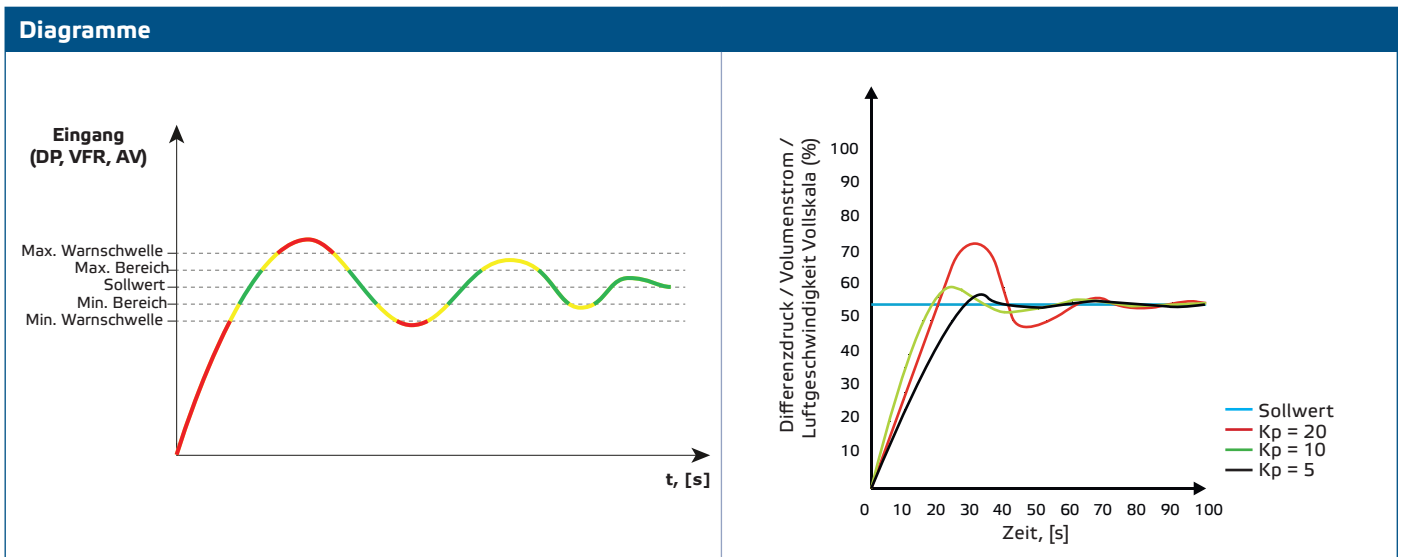 Diagramme
Eingang
(DP, VFR, AV)
Max. Warnschwelle
Max. Bereich
Sollwert
Min. Bereich
Min. Warnschwelle
t, [s]
Differenzdruck / Volumenstrom /
Luftgeschwindigkeit Vollskala (%)
100
90
80
70
60
50
40
30
20
10
0 10 20 30 40 50 60 70 80 90 100
Zeit, [s]
Sollwert
Kp = 20
Kp = 10
Kp = 5